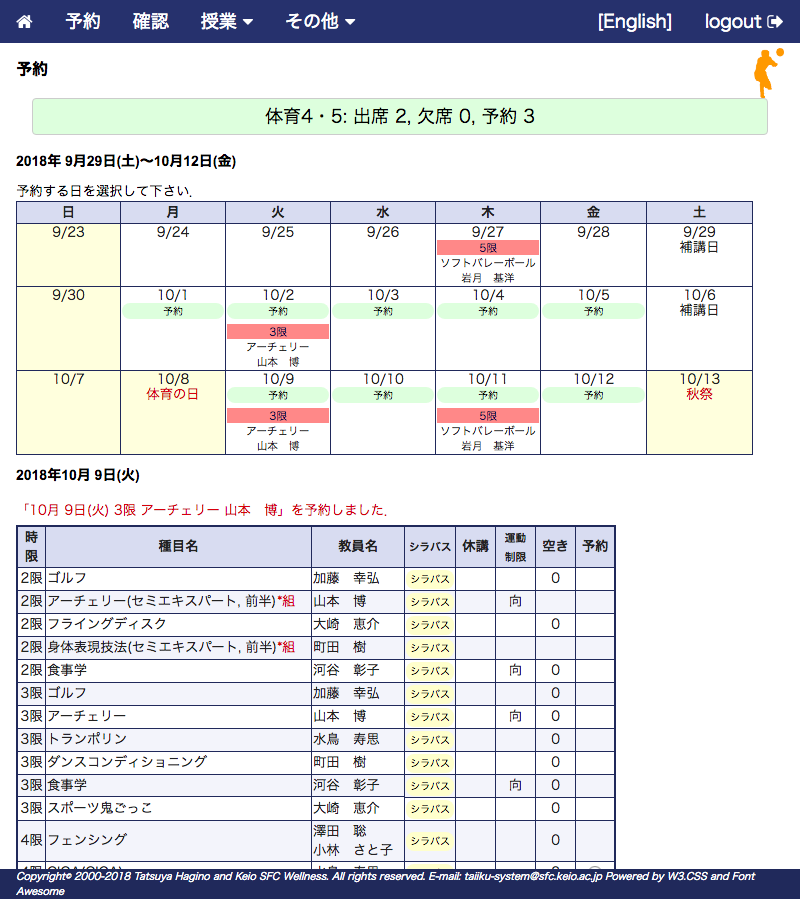 予約 確認 授業 その他 [English] logout
予約
体育4・5: 出席 2, 欠席 0, 予約 3
2018年 9月29日(土)〜10月12日(金)
予約する日を選択して下さい.
日 月 火 水 木 金 土
9/23 9/24 9/25 9/26 9/27 9/28 9/29
5限 補講日
ソフトバレーボール
岩月 基洋
9/30 10/1 10/2 10/3 10/4 10/5 10/6
予約 予約 予約 予約 予約 補講日
3限
アーチェリー
山本 博
10/7 10/8 10/9 10/10 10/11 10/12 10/13
体育の日 予約 予約 予約 予約 秋祭
3限 5限
アーチェリー ソフトバレーボール
山本 博 岩月 基洋
2018年10月 9日(火)
「10月 9日(火) 3限 アーチェリー 山本 博」を予約しました.
時限 種目名 教員名 シラバス 休講 運動制限 空き 予約
2限 ゴルフ 加藤 幸弘 シラバス 0
2限 アーチェリー(セミエキスパート, 前半)*組 山本 博 シラバス 向
2限 フライングディスク 大崎 恵介 シラバス 0
2限 身体表現技法(セミエキスパート, 前半)*組 町田 樹 シラバス
2限 食事学 河谷 彰子 シラバス 向 0
3限 ゴルフ 加藤 幸弘 シラバス 0
3限 アーチェリー 山本 博 シラバス 向 0
3限 トランポリン 水鳥 寿思 シラバス 0
3限 ダンスコンディショニング 町田 樹 シラバス 0
3限 食事学 河谷 彰子 シラバス 向 0
3限 スポーツ鬼ごっこ 大崎 恵介 シラバス 0
4限 フェンシング 澤田 聡 シラバス 0
小林 さと子
Copyright© 2000-2018 Tatsuya Hagino and Keio SFC Wellness. All rights reserved. E-mail: taiiku-system@sfc.keio.ac.jp Powered by W3.CSS and Font
Awesome